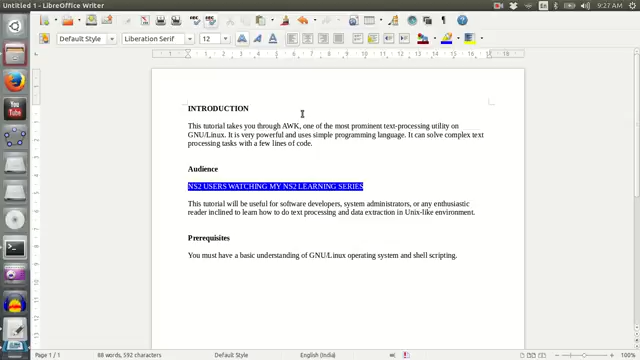 Untitled 1 - LibreOffice Writer
En
9:27 AM
Default Style
Liberation Serif
12
INTRODUCTION
This tutorial takes you through AWK, one of the most prominent text-processing utility on
GNU/Linux. It is very powerful and uses simple programming language. It can solve complex text
processing tasks with a few lines of code.
Audience
NS2 USERS WATCHING MY NS2 LEARNING SERIES
This tutorial will be useful for software developers, system administrators, or any enthusiastic
reader inclined to learn how to do text processing and data extraction in Unix-like environment.
Prerequisites
You must have a basic understanding of GNU/Linux operating system and shell scripting.
Page 1 / 1
88 words, 592 characters
Default Style
English (India)
100%